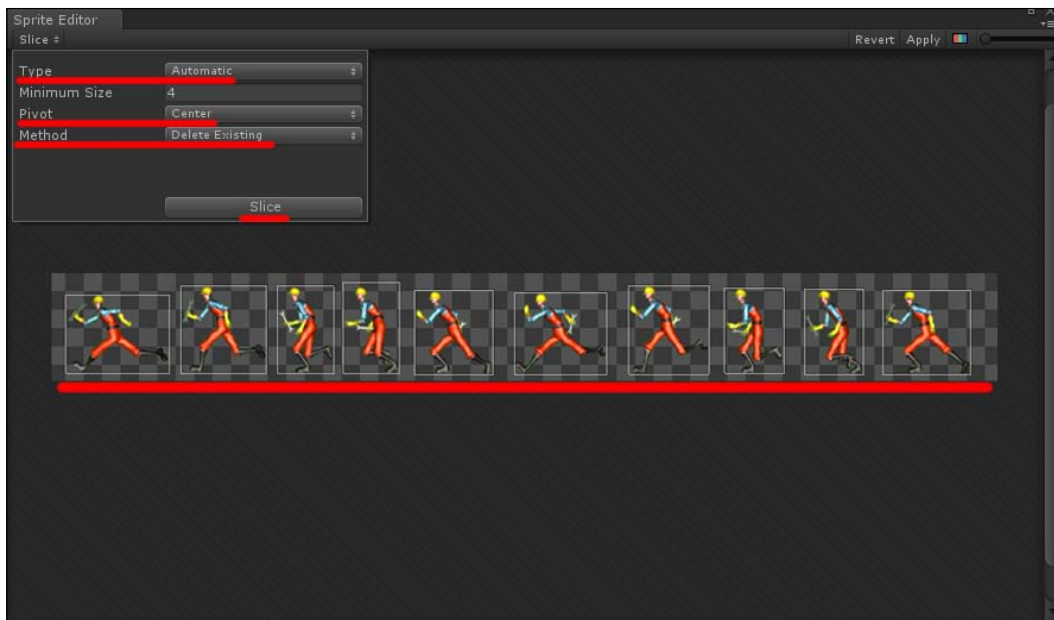 Sprite Editor
Slice
Revert Apply
Type Automatic
Minimum Size 4
Pivot Center
Method Delete Existing
Slice